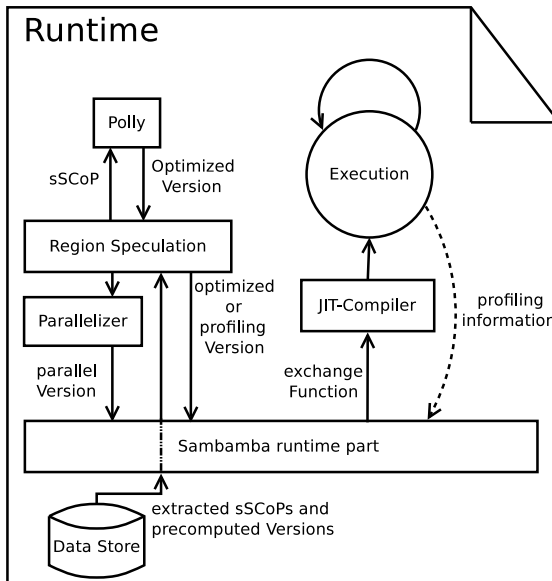 Runtime
Polly
sSCoP
Optimized
Version
Execution
Region Speculation
optimized
or
profiling
Version
Parallelizer
JIT-Compiler
profiling
information
parallel
Version
exchange
Function
Sambamba runtime part
extracted sSCoPs and
precomputed Versions
Data Store